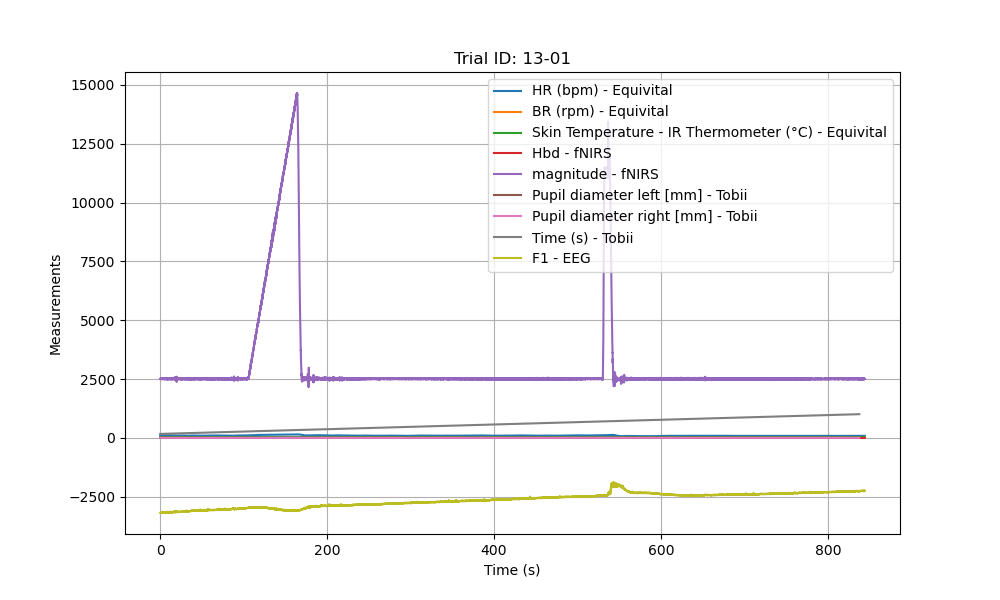 Trial ID: 13-01
15000
12500
10000
7500
5000
2500
0
−2500
Measurements
HR (bpm) - Equivital
BR (rpm) - Equivital
Skin Temperature - IR Thermometer (°C) - Equivital
Hbd - fNIRS
magnitude - fNIRS
Pupil diameter left [mm] - Tobii
Pupil diameter right [mm] - Tobii
Time (s) - Tobii
F1 - EEG
0
200
400
600
800
Time (s)